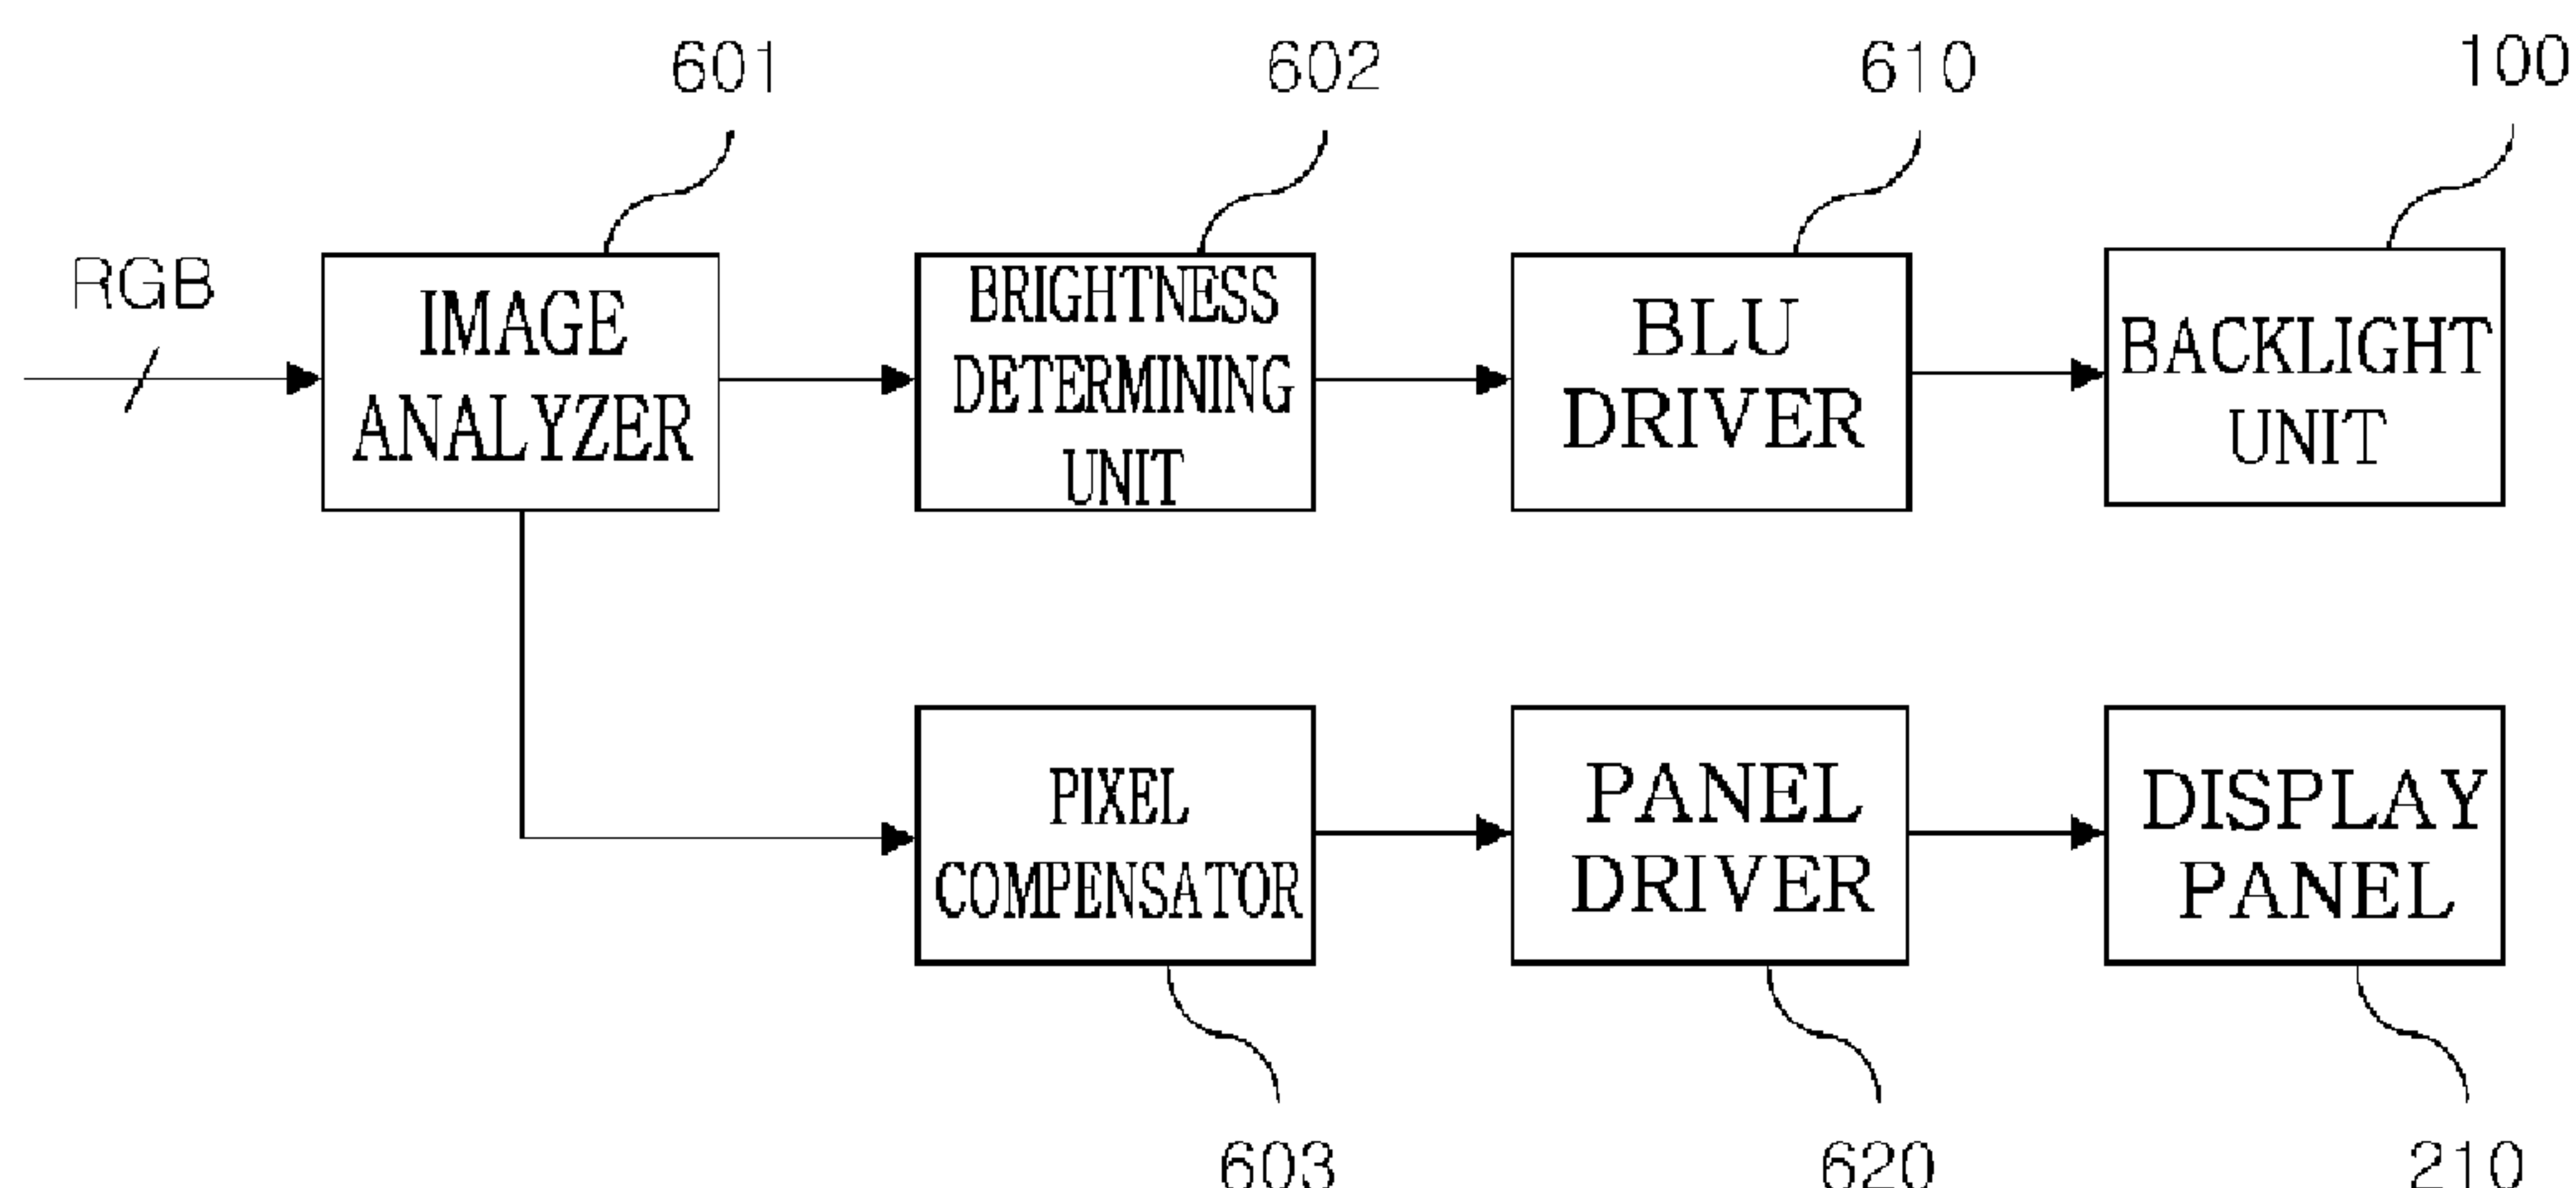 601
602
610
100
RGB
IMAGE
ANALYZER
BRIGHTNESS
DETERMINING
UNIT
BLU
DRIVER
BACKLIGHT
UNIT
PIXEL
COMPENSATOR
PANEL
DRIVER
DISPLAY
PANEL
603
620
210